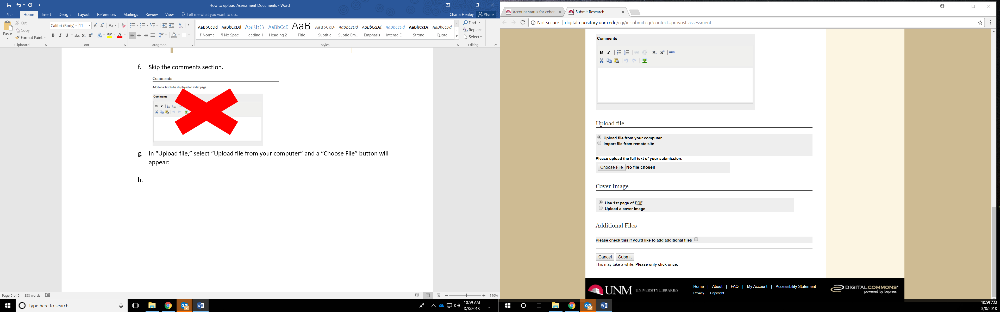 How to upload Assessment Documents - Word
File Home Insert Design Layout References Mailings Review View Tell me what you want to do... Charla Henley Share
Paste
Cut
Copy
Format Painter
Clipboard
Calibri (Body) 11
Font
Paragraph
AaBbCcDd AaBbCcDd AaBbCc AaBbCcE AaB AaBbCcD AaBbCcDd AaBbCcDd AaBbCcDd AaBbCcDc AaBbCcDd
¶ Normal ¶ No Spac... Heading 1 Heading 2 Title Subtitle Subtle Em... Emphasis Intense E... Strong Quote
Styles
Find
Replace
Select
Editing
f. Skip the comments section.
Comments
Additional text to be displayed on index page.
Comments
g. In “Upload file,” select “Upload file from your computer” and a “Choose File” button will
appear:
h.
Page 5 of 5 338 words
140%
Type here to search
10:59 AM
3/8/2018
Account status for cehen
Submit Research
Not secure | digitalrepository.unm.edu/cgi/ir_submit.cgi?context=provost_assessment
Comments
HTML
Upload file
Upload file from your computer
Import file from remote site
Please upload the full text of your submission:
Choose File No file chosen
Cover Image
Use 1st page of PDF
Upload a cover image
Additional Files
Please check this if you'd like to add additional files
Cancel Submit
This may take a while. Please only click once.
UNM UNIVERSITY LIBRARIES
Home | About | FAQ | My Account | Accessibility Statement
Privacy Copyright
DIGITALCOMMONS
powered by bepress
10:59 AM
3/8/2018